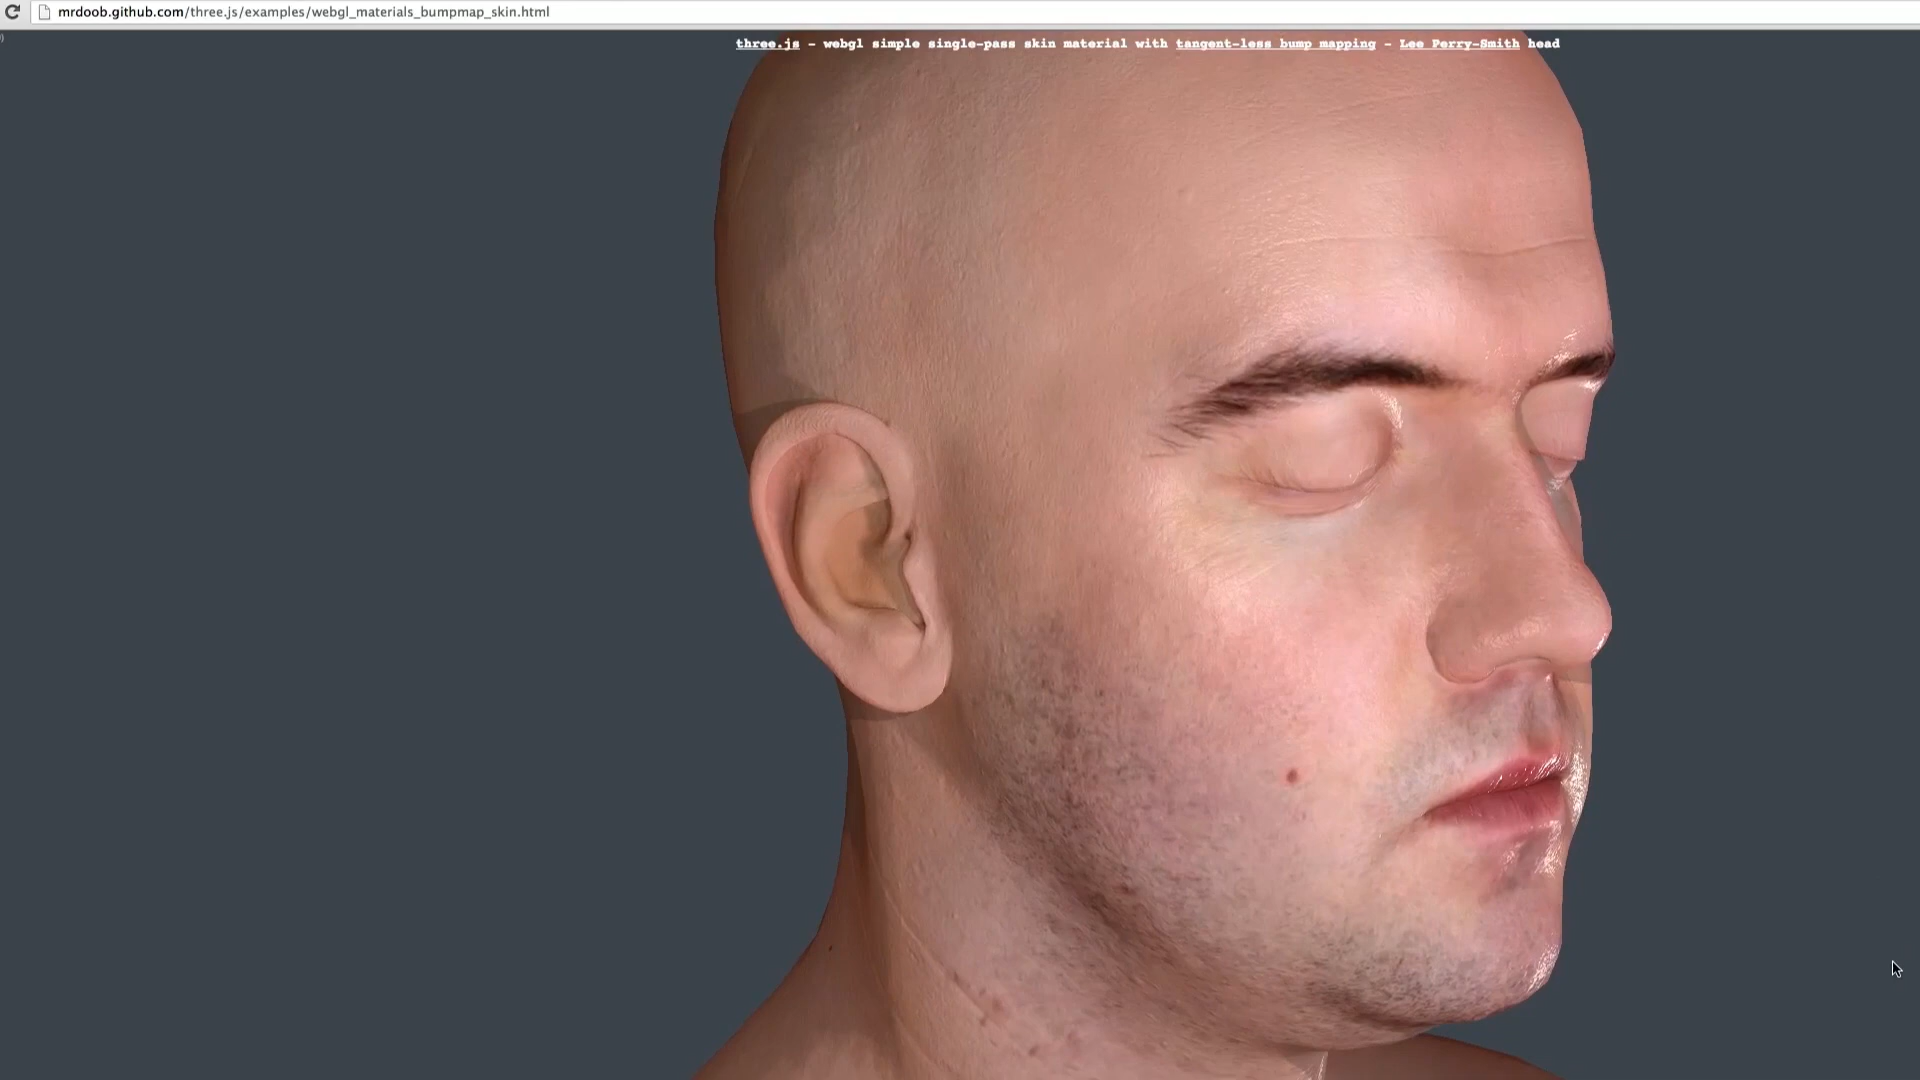 mrdoob.github.com/three.js/examples/webgl_materials_bumpmap_skin.html
three.js - webgl simple single-pass skin material with tangent-less bump mapping - Lee Perry-Smith head